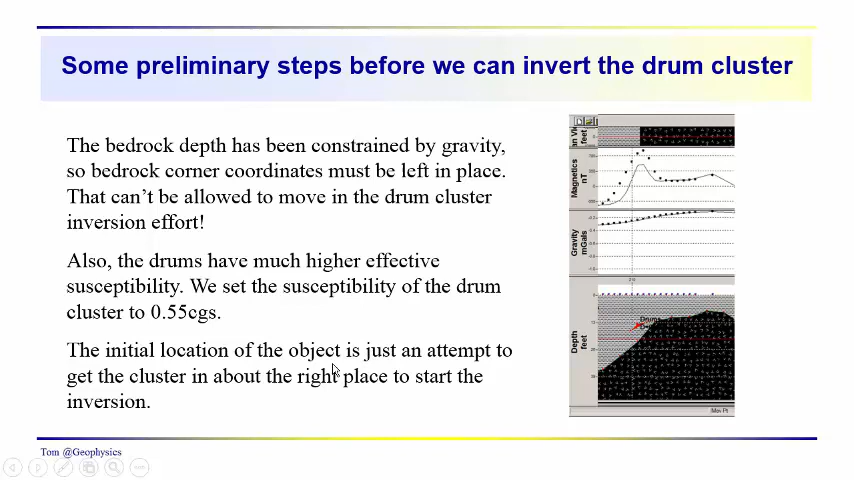 Some preliminary steps before we can invert the drum cluster
The bedrock depth has been constrained by gravity,
so bedrock corner coordinates must be left in place.
That can’t be allowed to move in the drum cluster
inversion effort!
Also, the drums have much higher effective
susceptibility. We set the susceptibility of the drum
cluster to 0.55cgs.
The initial location of the object is just an attempt to
get the cluster in about the right place to start the
inversion.
feet
Magnetics
nT
Gravity
mGals
Depth
feet
Drums
Mov Pt
Tom @Geophysics